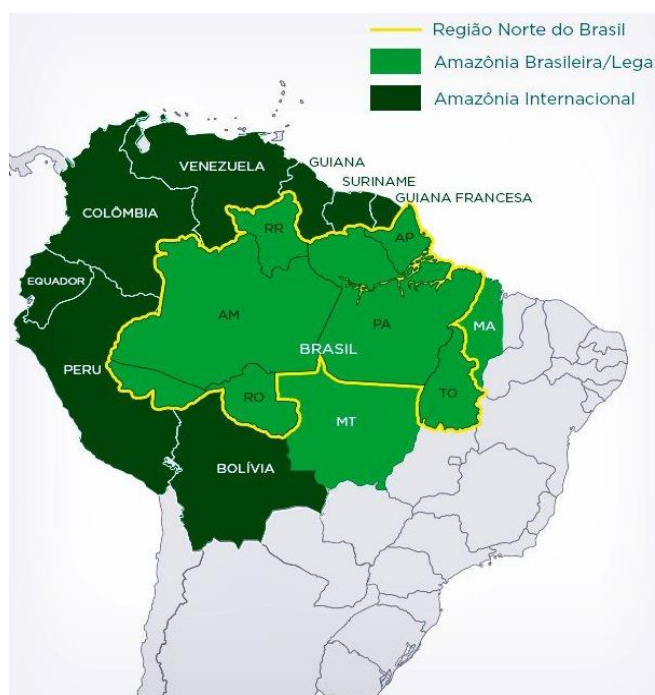 Região Norte do Brasil
Amazônia Brasileira/Lega
Amazônia Internacional
VENEZUELA
GUIANA
SURINAME
GUIANA FRANCESA
COLÔMBIA
RR
AP
EQUADOR
AM
PA
MA
BRASIL
PERU
RO
TO
MT
BOLÍVIA